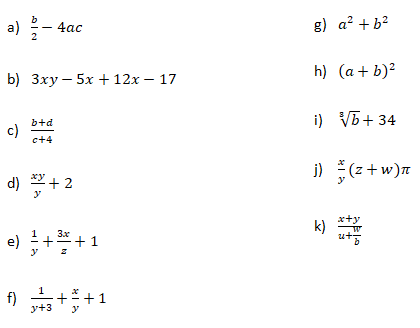 a) b/2 − 4ac
b) 3xy − 5x + 12x − 17
c) (b+d)/(c+4)
d) xy/y + 2
e) 1/y + 3x/z + 1
f) 1/(y+3) + x/y + 1
g) a² + b²
h) (a + b)²
i) ³√b + 34
j) x/y (z + w)π
k) (x+y)/(u+w/b)